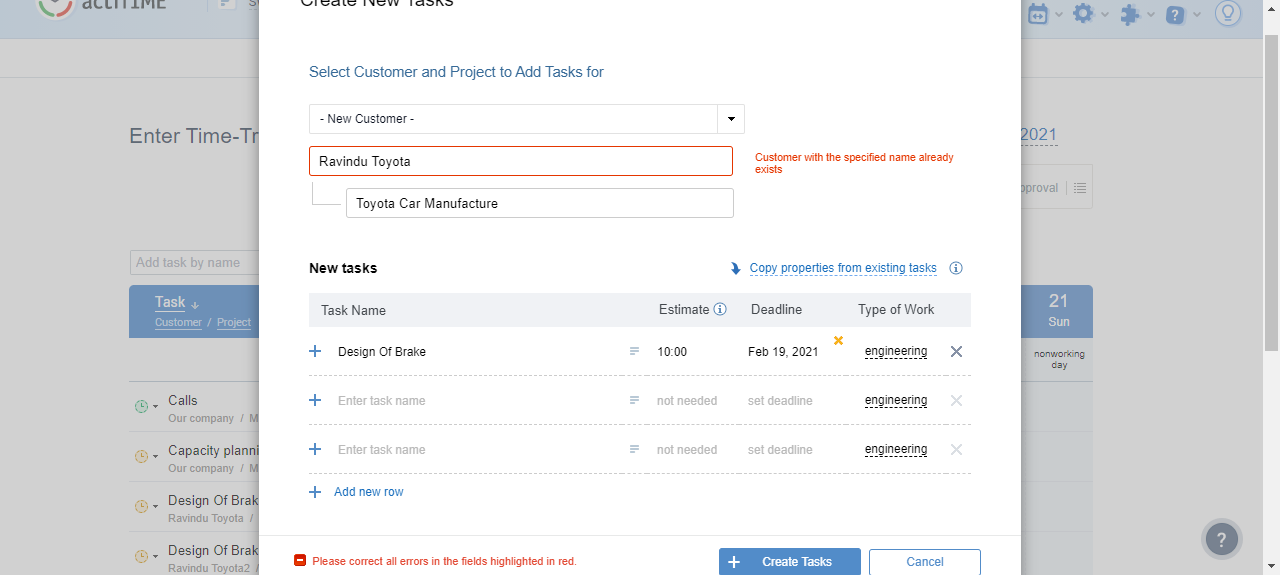 actiTIME
Create New Tasks
Select Customer and Project to Add Tasks for
- New Customer -
Enter Time-Tr
2021
Ravindu Toyota
Customer with the specified name already
exists
pproval
Toyota Car Manufacture
Add task by name
New tasks
Copy properties from existing tasks
Task
21
Customer / Project
Sun
Task Name
Estimate
Deadline
Type of Work
Design Of Brake
10:00
Feb 19, 2021
engineering
nonworking
day
Calls
Our company / M
Enter task name
not needed
set deadline
engineering
Capacity planni
Our company / M
Enter task name
not needed
set deadline
engineering
Add new row
Design Of Brak
Ravindu Toyota /
Design Of Brak
Ravindu Toyota2 /
Please correct all errors in the fields highlighted in red.
Create Tasks
Cancel
?